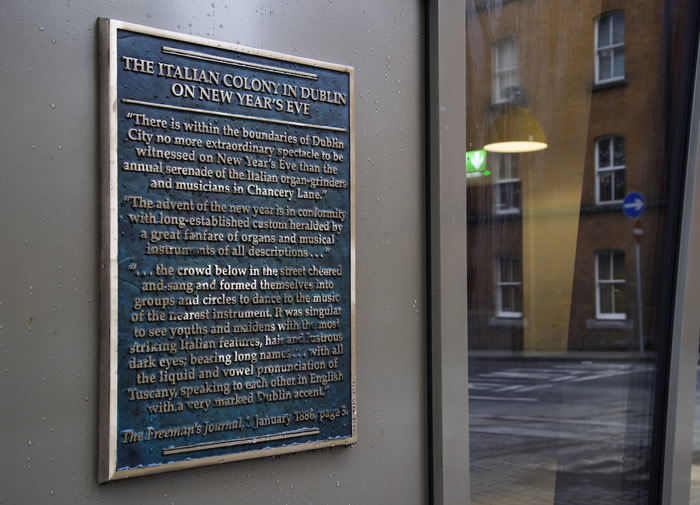 THE ITALIAN COLONY IN DUBLIN
ON NEW YEAR'S EVE
"There is within the boundaries of Dublin
City no more extraordinary spectacle to be
witnessed on New Year's Eve than the
annual serenade of the Italian organ-grinders
and musicians in Chancery Lane."
"The advent of the new year is in conformity
with long-established custom heralded by
a great fanfare of organs and musical
instruments of all descriptions . . ."
". . . the crowd below in the street cheered
and sang and formed themselves into
groups and circles to dance to the music
of the nearest instrument. It was singular
to see youths and maidens with the most
striking Italian features, hair and lustrous
dark eyes; bearing long names . . . with all
the liquid and vowel pronunciation of
Tuscany, speaking to each other in English
with a very marked Dublin accent."
The Freeman's Journal, 1 January 1886, page 3.